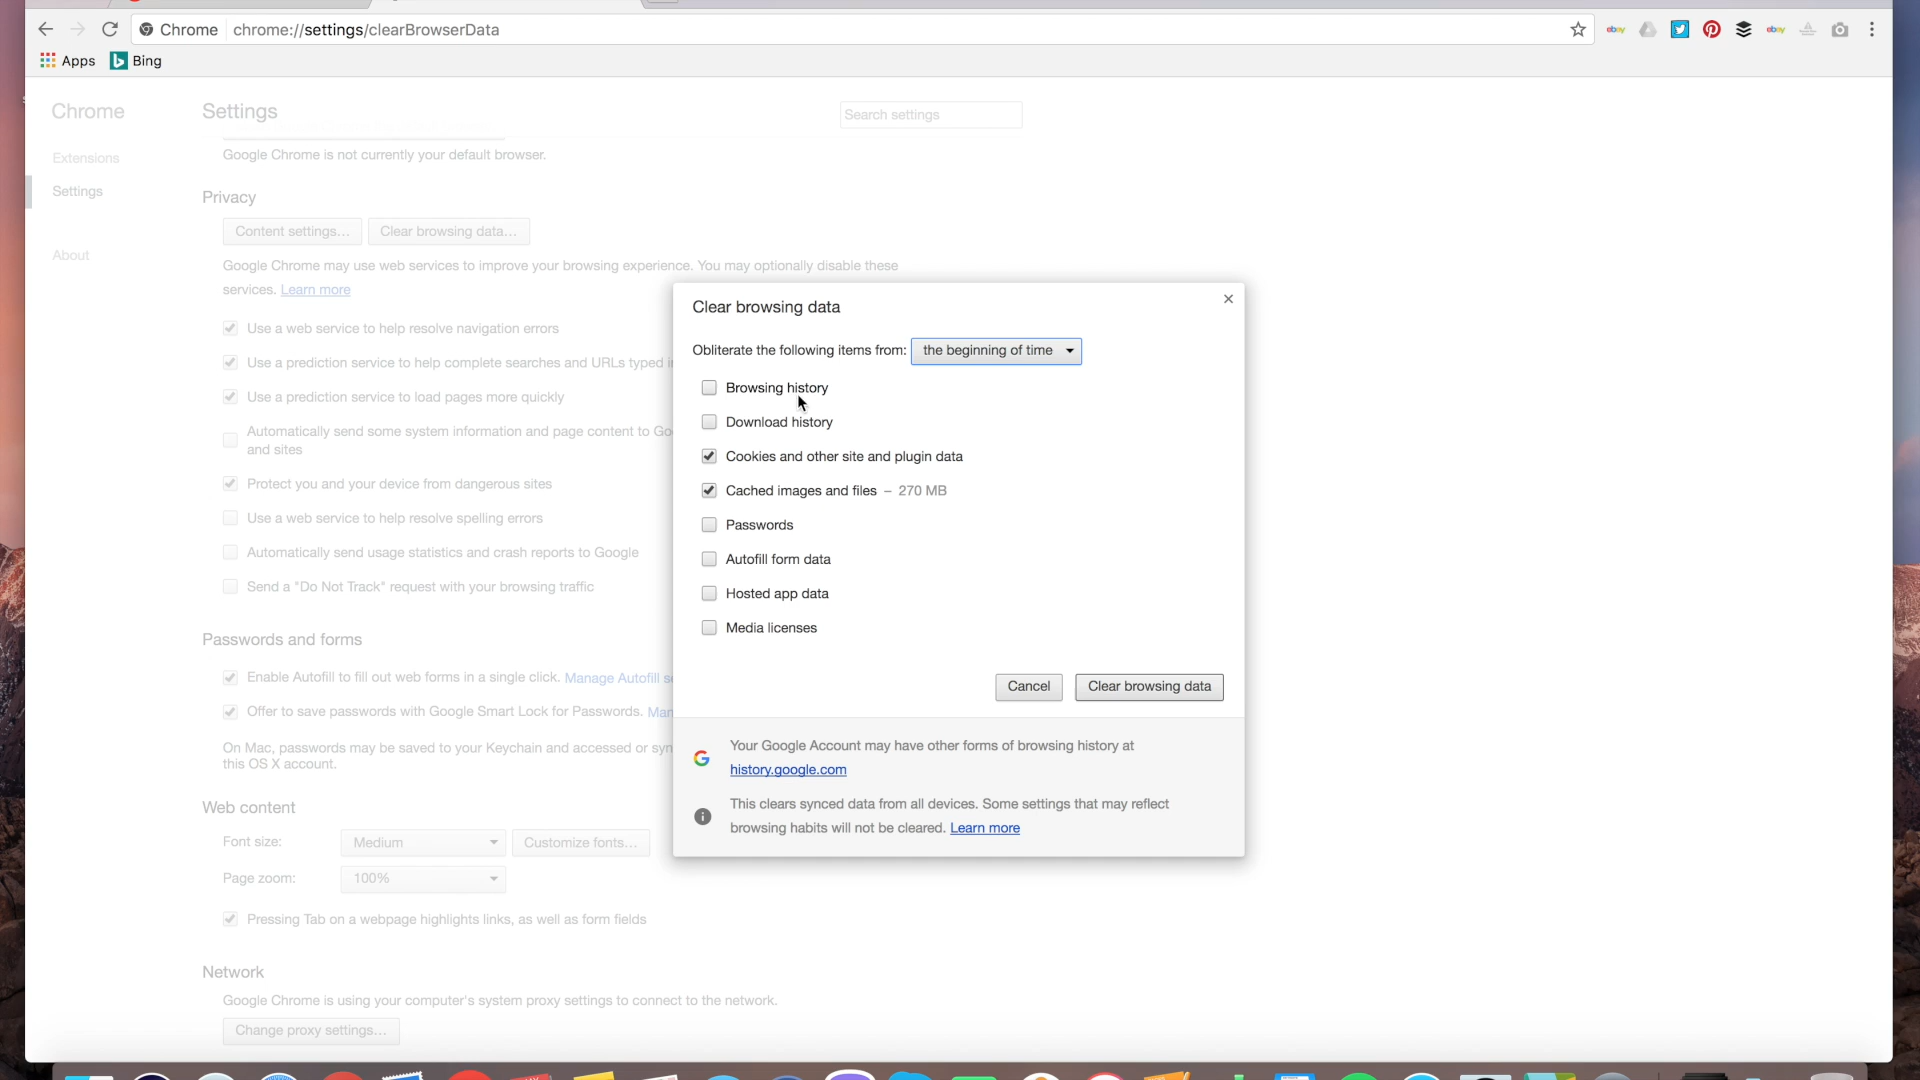 Chrome chrome://settings/clearBrowserData
ebay
ebay
Apps Bing
Chrome
Settings
Search settings
Google Chrome is not currently your default browser.
Extensions
Settings
About
Privacy
Content settings... Clear browsing data...
Google Chrome may use web services to improve your browsing experience. You may optionally disable these
services. Learn more
Use a web service to help resolve navigation errors
Use a prediction service to help complete searches and URLs typed i
Use a prediction service to load pages more quickly
Automatically send some system information and page content to Go
and sites
Protect you and your device from dangerous sites
Use a web service to help resolve spelling errors
Automatically send usage statistics and crash reports to Google
Send a "Do Not Track" request with your browsing traffic
Passwords and forms
Enable Autofill to fill out web forms in a single click. Manage Autofill s
Offer to save passwords with Google Smart Lock for Passwords. Man
On Mac, passwords may be saved to your Keychain and accessed or syn
this OS X account.
Web content
Font size: Medium Customize fonts...
Page zoom: 100%
Pressing Tab on a webpage highlights links, as well as form fields
Network
Google Chrome is using your computer's system proxy settings to connect to the network.
Change proxy settings...
Clear browsing data
Obliterate the following items from: the beginning of time
Browsing history
Download history
Cookies and other site and plugin data
Cached images and files – 270 MB
Passwords
Autofill form data
Hosted app data
Media licenses
Cancel Clear browsing data
Your Google Account may have other forms of browsing history at
history.google.com
This clears synced data from all devices. Some settings that may reflect
browsing habits will not be cleared. Learn more